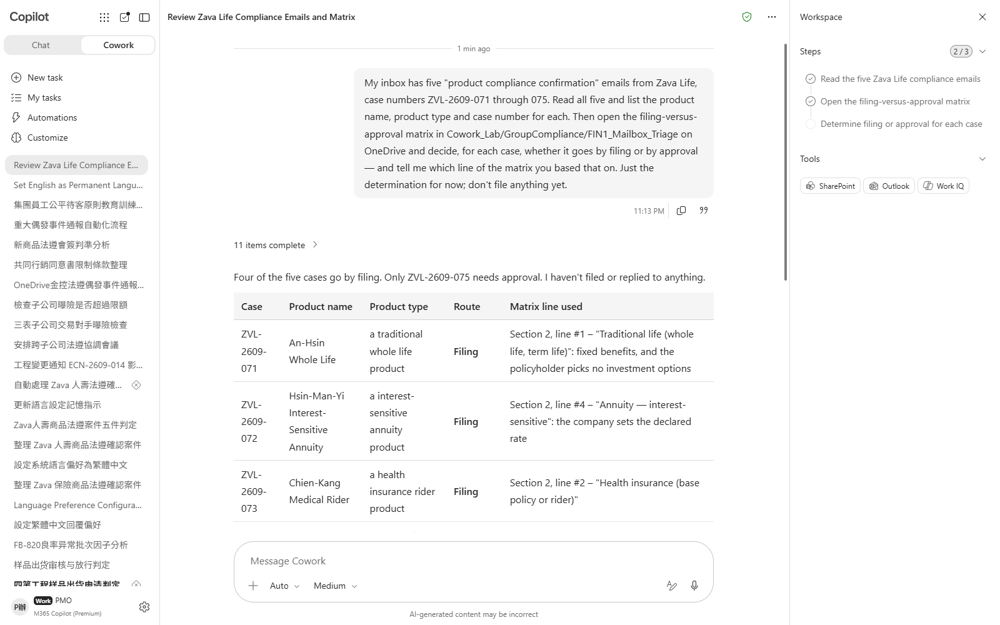 Copilot
Chat
Cowork
New task
My tasks
Automations
Customize
Review Zava Life Compliance E...
Set English as Permanent Langu...
集團員工公平待客原則教育訓練...
重大偶發事件通報自動化流程
新商品法遵會簽判準分析
共同行銷同意書限制條款整理
OneDrive金控法遵偶發事件通報...
檢查子公司曝險是否超過限額
三表子公司交易對手曝險檢查
安排跨子公司法遵協調會議
工程變更通知 ECN-2609-014 影...
自動處理 Zava 人壽法遵確...
更新語言設定記憶指示
Zava人壽商品法遵案件五件判定
整理 Zava 人壽商品法遵確認案件
設定系統語言偏好為繁體中文
整理 Zava 保險商品法遵確認案件
Language Preference Configura...
設定繁體中文回覆偏好
FB-820良率异常批次因子分析
样品出货审核与放行判定
四笔工程样品出货申请判定
P辦
Work PMO
M365 Copilot (Premium)
Review Zava Life Compliance Emails and Matrix
1 min ago
My inbox has five "product compliance confirmation" emails from Zava Life,
case numbers ZVL-2609-071 through 075. Read all five and list the product
name, product type and case number for each. Then open the filing-versus-
approval matrix in Cowork_Lab/GroupCompliance/FIN1_Mailbox_Triage on
OneDrive and decide, for each case, whether it goes by filing or by approval
— and tell me which line of the matrix you based that on. Just the
determination for now; don't file anything yet.
11:13 PM
11 items complete
Four of the five cases go by filing. Only ZVL-2609-075 needs approval. I haven't filed or replied to anything.
Case Product name Product type Route Matrix line used
ZVL-
2609-
071
An-Hsin
Whole Life
a traditional
whole life
product
Filing
Section 2, line #1 – "Traditional life (whole
life, term life)": fixed benefits, and the
policyholder picks no investment options
ZVL-
2609-
072
Hsin-Man-Yi
Interest-
Sensitive
Annuity
a interest-
sensitive
annuity
product
Filing
Section 2, line #4 – "Annuity — interest-
sensitive": the company sets the declared
rate
ZVL-
2609-
073
Chien-Kang
Medical Rider
a health
insurance rider
product
Filing
Section 2, line #2 – "Health insurance (base
policy or rider)"
Message Cowork
Auto
Medium
AI-generated content may be incorrect
Workspace
Steps
2 / 3
Read the five Zava Life compliance emails
Open the filing-versus-approval matrix
Determine filing or approval for each case
Tools
SharePoint
Outlook
Work IQ